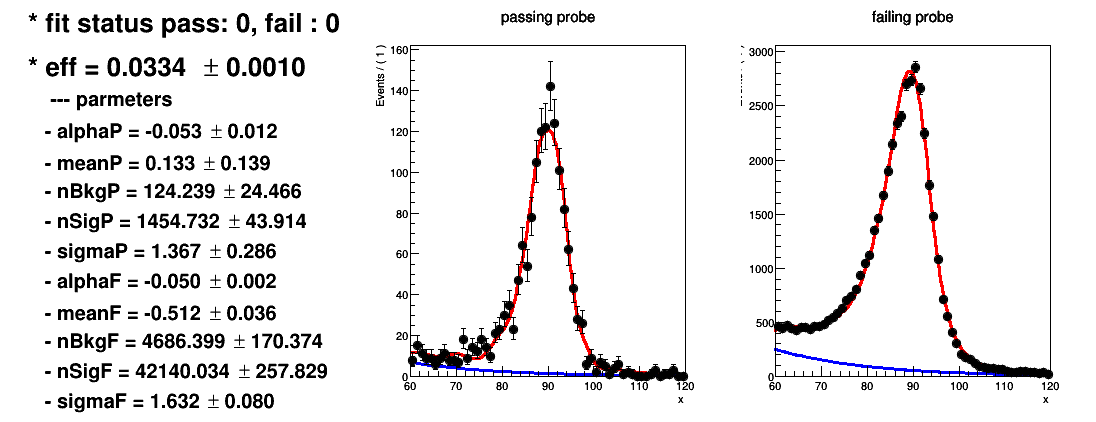 * fit status pass: 0, fail : 0
* eff = 0.0334 ± 0.0010
--- parmeters
- alphaP = -0.053 ± 0.012
- meanP = 0.133 ± 0.139
- nBkgP = 124.239 ± 24.466
- nSigP = 1454.732 ± 43.914
- sigmaP = 1.367 ± 0.286
- alphaF = -0.050 ± 0.002
- meanF = -0.512 ± 0.036
- nBkgF = 4686.399 ± 170.374
- nSigF = 42140.034 ± 257.829
- sigmaF = 1.632 ± 0.080
passing probe
Events / ( 1 )
160
140
120
100
80
60
40
20
0
60 70 80 90 100 110 120
x
failing probe
3000
2500
2000
1500
1000
500
0
60 70 80 90 100 110 120
x